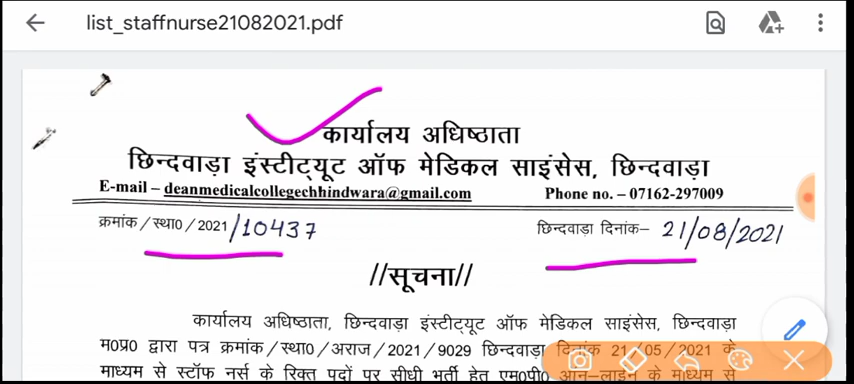 list_staffnurse21082021.pdf
कार्यालय अधिष्ठाता
छिन्दवाड़ा इंस्टीट्यूट ऑफ मेडिकल साइंसेस, छिन्दवाड़ा
E-mail – deanmedicalcollegechhindwara@gmail.com Phone no. – 07162-297009
क्रमांक/स्था0/2021/10437 छिन्दवाड़ा दिनांक– 21/08/2021
//सूचना//
कार्यालय अधिष्ठाता, छिन्दवाड़ा इंस्टीट्यूट ऑफ मेडिकल साइंसेस, छिन्दवाड़ा
म0प्र0 द्वारा पत्र क्रमांक/स्था0/अराज/2021/9029 छिन्दवाड़ा दिनांक 21/05/2021 के
माध्यम से स्टॉफ नर्स के रिक्त पदों पर सीधी भर्ती हेतु एम0पी0 ऑन–लाईन के माध्यम से